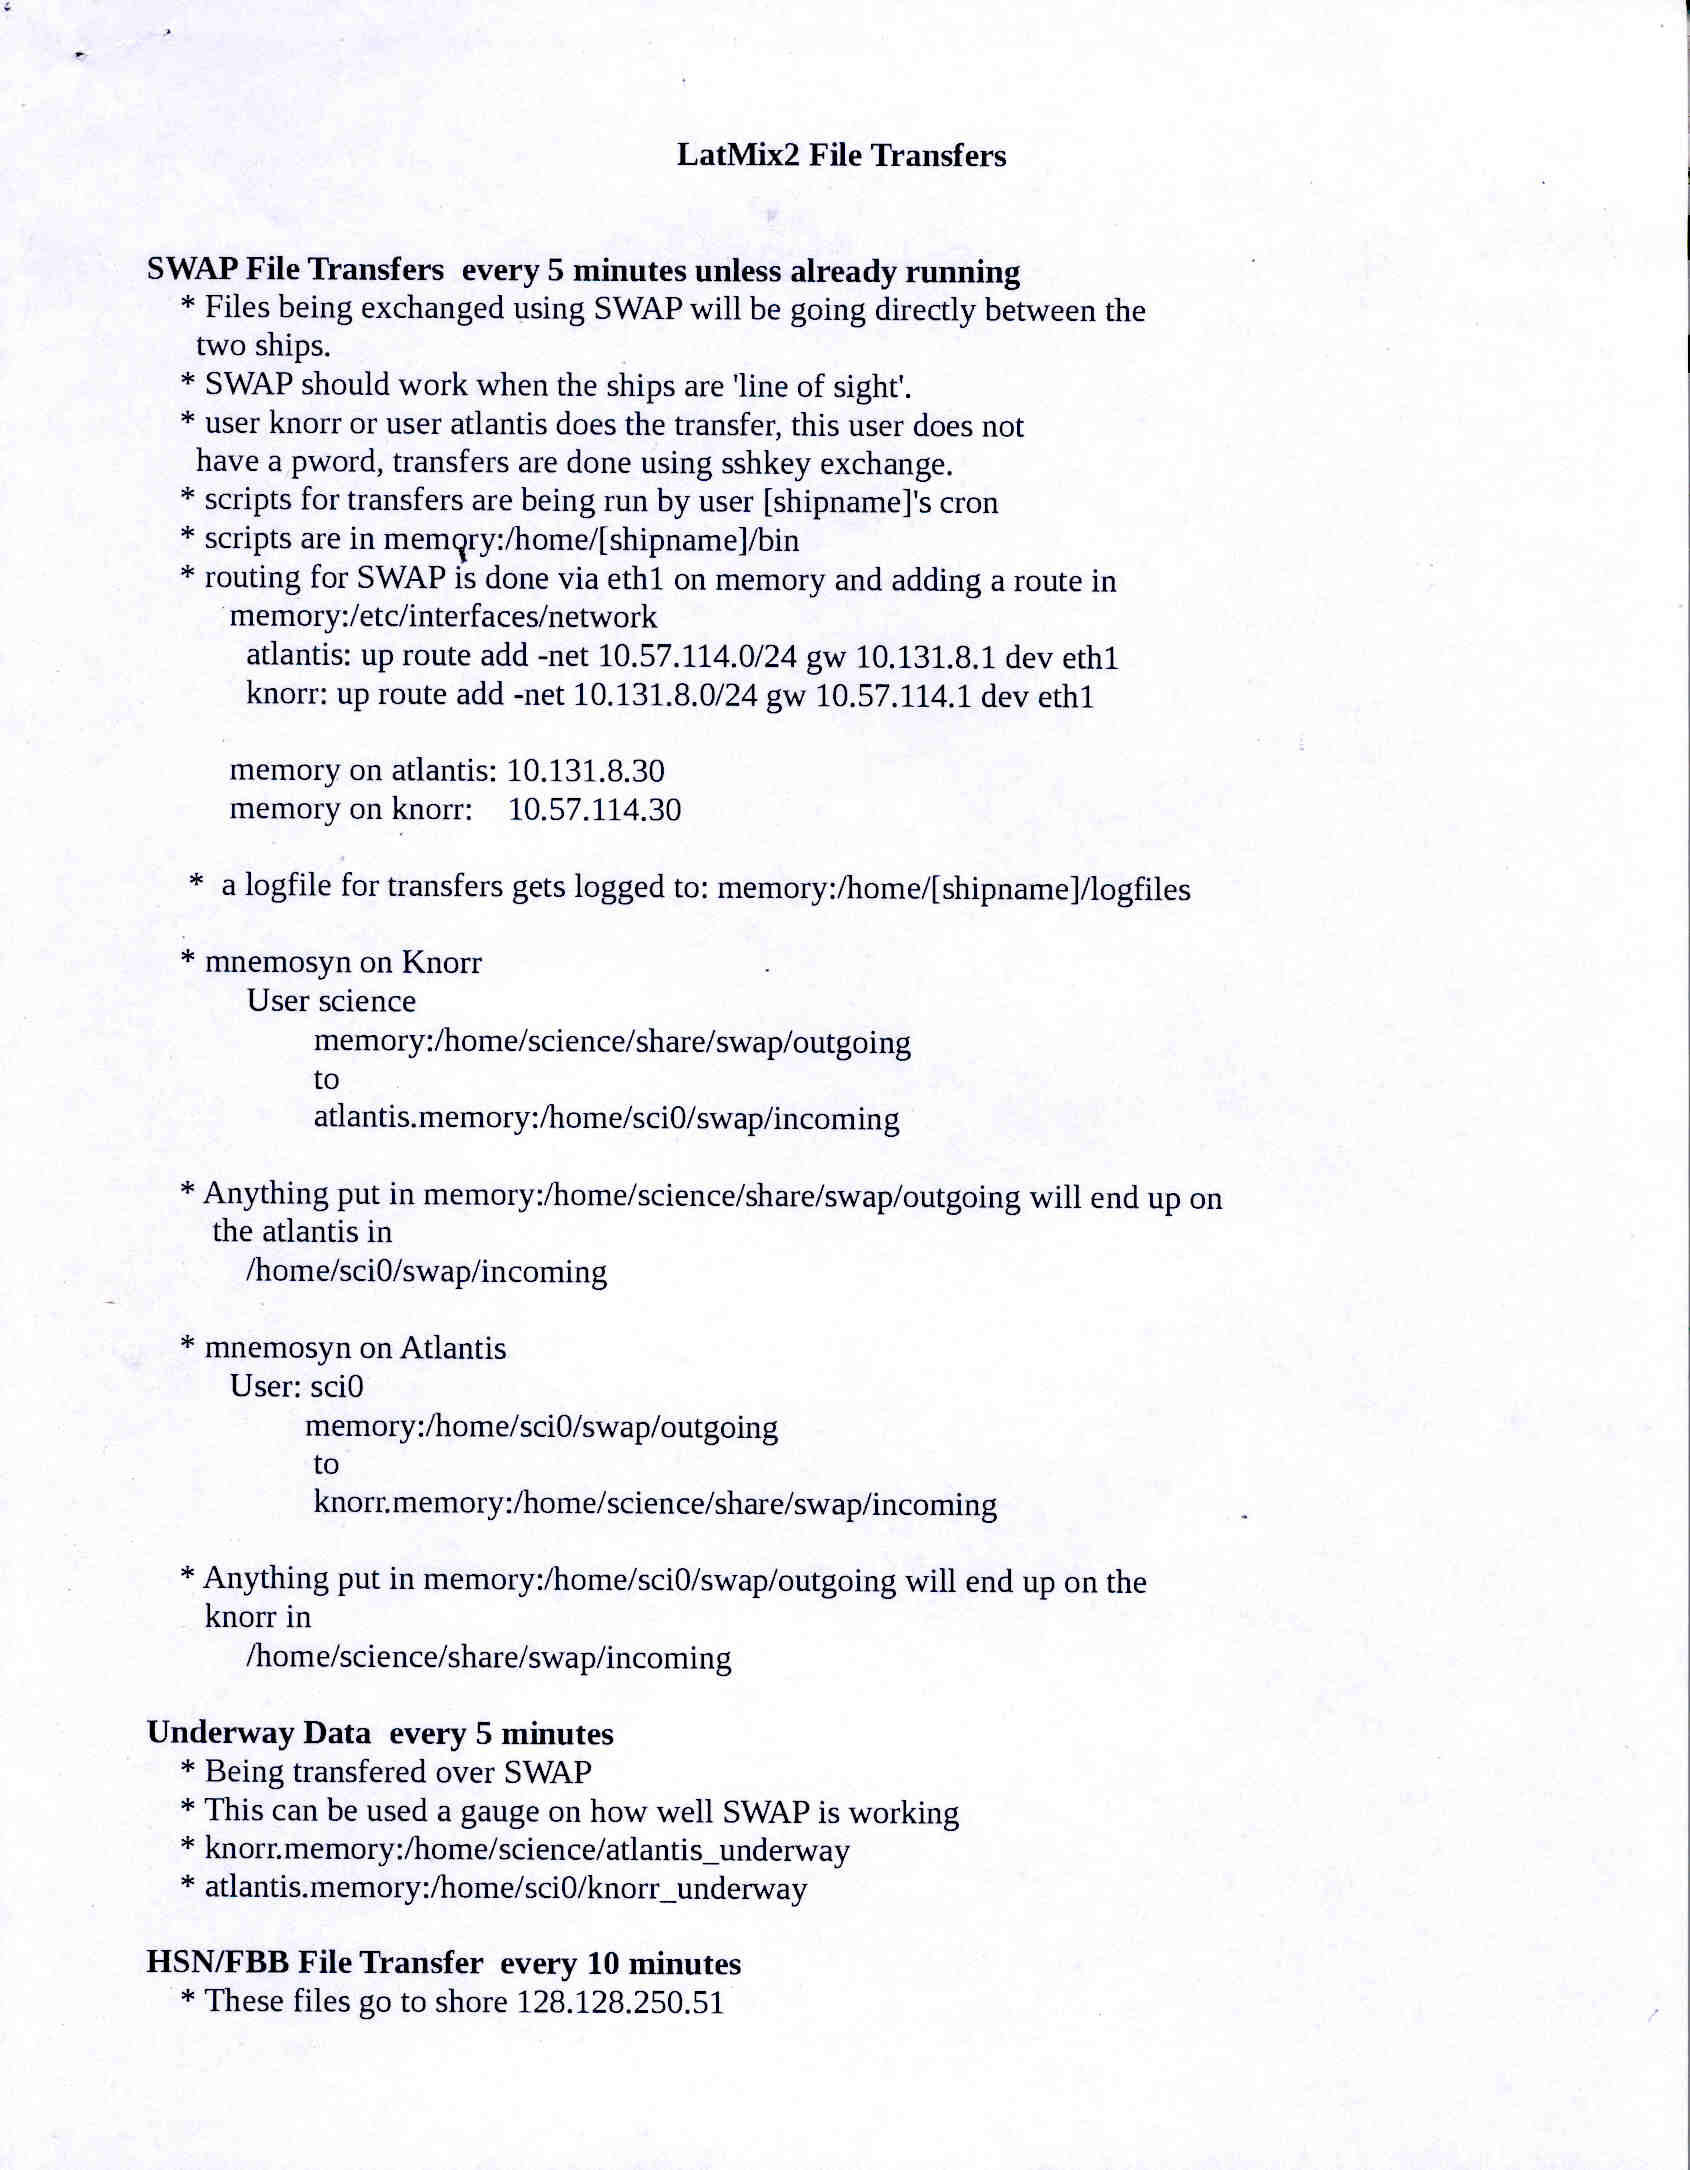 LatMix2 File Transfers
SWAP File Transfers  every 5 minutes unless already running
* Files being exchanged using SWAP will be going directly between the
two ships.
* SWAP should work when the ships are 'line of sight'.
* user knorr or user atlantis does the transfer, this user does not
have a pword, transfers are done using sshkey exchange.
* scripts for transfers are being run by user [shipname]'s cron
* scripts are in memory:/home/[shipname]/bin
* routing for SWAP is done via eth1 on memory and adding a route in
memory:/etc/interfaces/network
atlantis: up route add -net 10.57.114.0/24 gw 10.131.8.1 dev eth1
knorr: up route add -net 10.131.8.0/24 gw 10.57.114.1 dev eth1
memory on atlantis: 10.131.8.30
memory on knorr:    10.57.114.30
*  a logfile for transfers gets logged to: memory:/home/[shipname]/logfiles
* mnemosyn on Knorr
User science
memory:/home/science/share/swap/outgoing
to
atlantis.memory:/home/sci0/swap/incoming
* Anything put in memory:/home/science/share/swap/outgoing will end up on
the atlantis in
/home/sci0/swap/incoming
* mnemosyn on Atlantis
User: sci0
memory:/home/sci0/swap/outgoing
to
knorr.memory:/home/science/share/swap/incoming
* Anything put in memory:/home/sci0/swap/outgoing will end up on the
knorr in
/home/science/share/swap/incoming
Underway Data  every 5 minutes
* Being transfered over SWAP
* This can be used a gauge on how well SWAP is working
* knorr.memory:/home/science/atlantis_underway
* atlantis.memory:/home/sci0/knorr_underway
HSN/FBB File Transfer  every 10 minutes
* These files go to shore 128.128.250.51